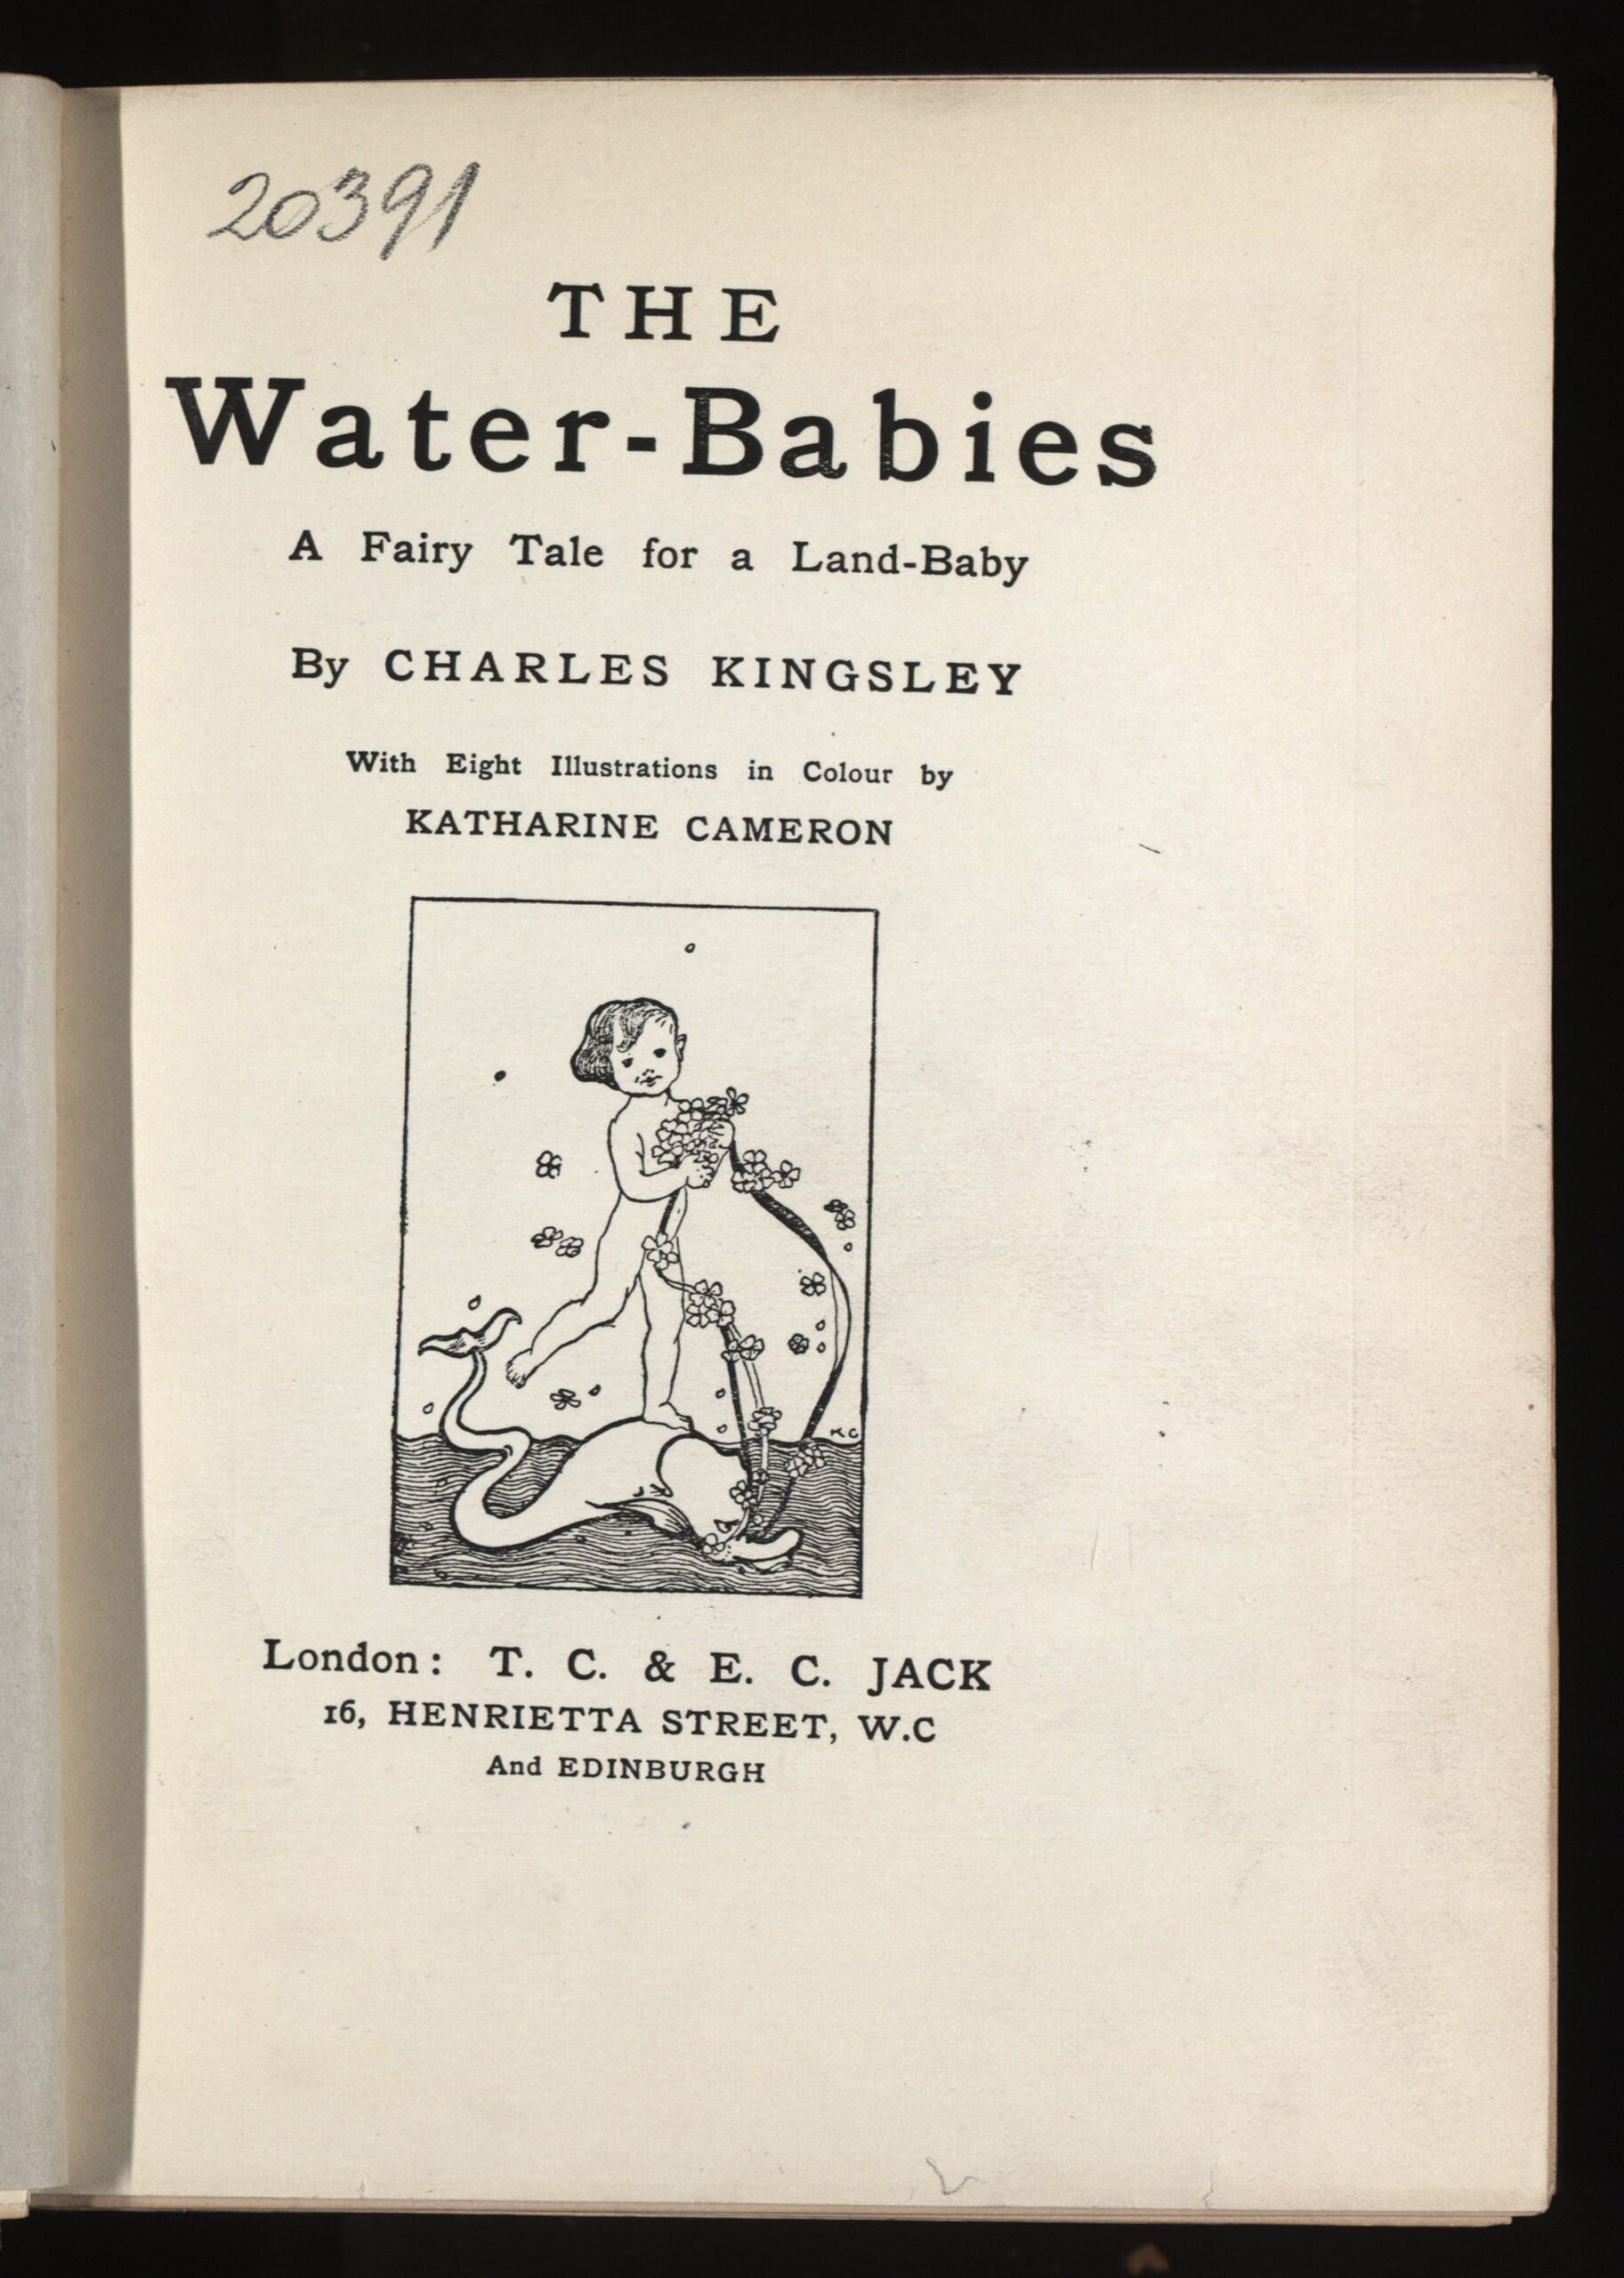 20391
THE
Water-Babies
A Fairy Tale for a Land-Baby
By CHARLES KINGSLEY
With Eight Illustrations in Colour by
KATHARINE CAMERON
KC
London: T. C. & E. C. JACK
16, HENRIETTA STREET, W.C
And EDINBURGH